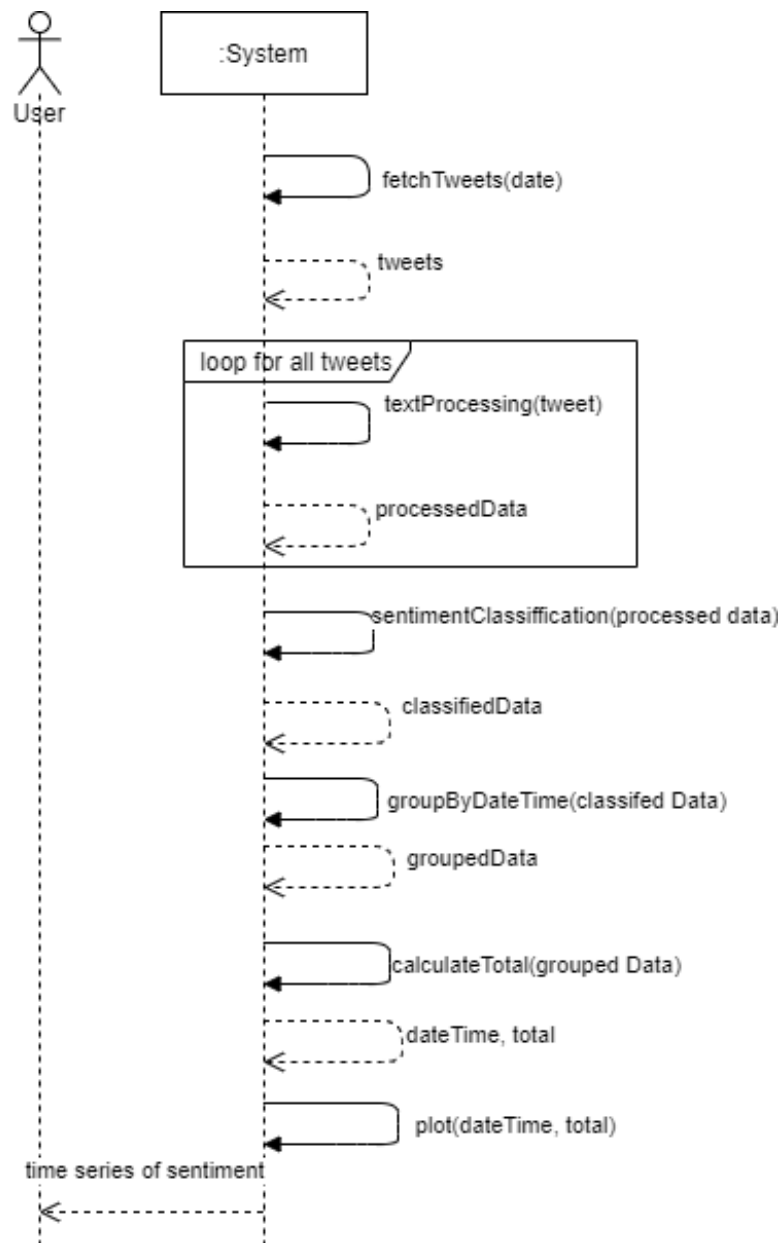 :System
User
fetchTweets(date)
tweets
loop for all tweets
textProcessing(tweet)
processedData
sentimentClassiffication(processed data)
classifiedData
groupByDateTime(classifed Data)
groupedData
calculateTotal(grouped Data)
dateTime, total
plot(dateTime, total)
time series of sentiment